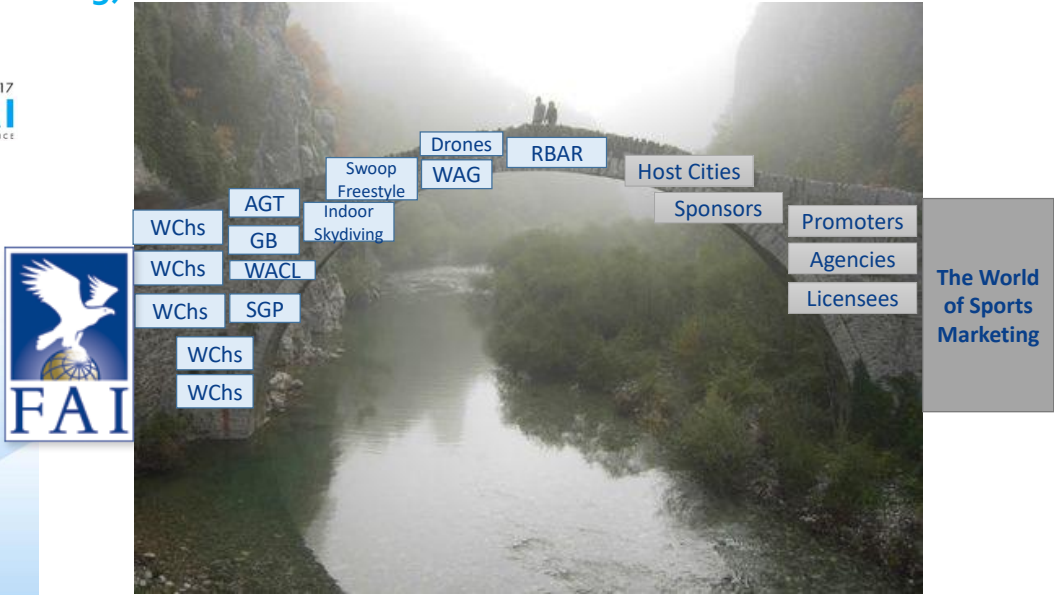 17
Drones
RBAR
WAG
Swoop
Freestyle
Host Cities
AGT
Indoor
Skydiving
Sponsors
WChs
GB
Promoters
WChs
WACL
Agencies
WChs
SGP
Licensees
WChs
WChs
FAI
The World
of Sports
Marketing